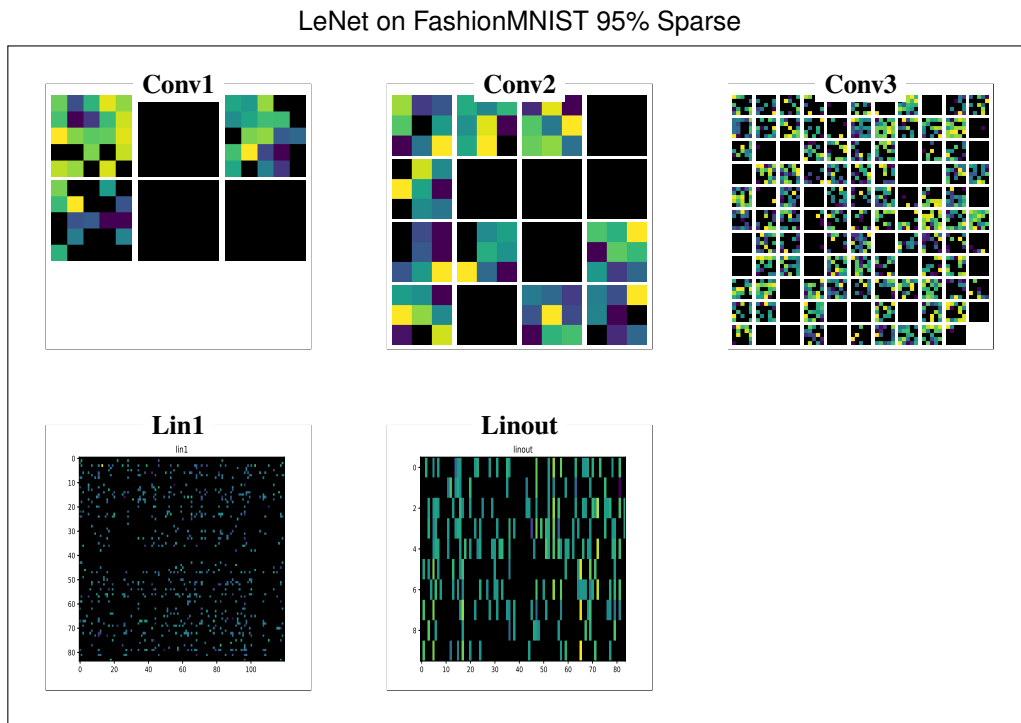 LeNet on FashionMNIST 95% Sparse
Conv1
Conv2
Conv3
Lin1
lin1
0
10
20
30
40
50
60
70
80
0 20 40 60 80 100
Linout
linout
0
2
4
6
8
0 10 20 30 40 50 60 70 80